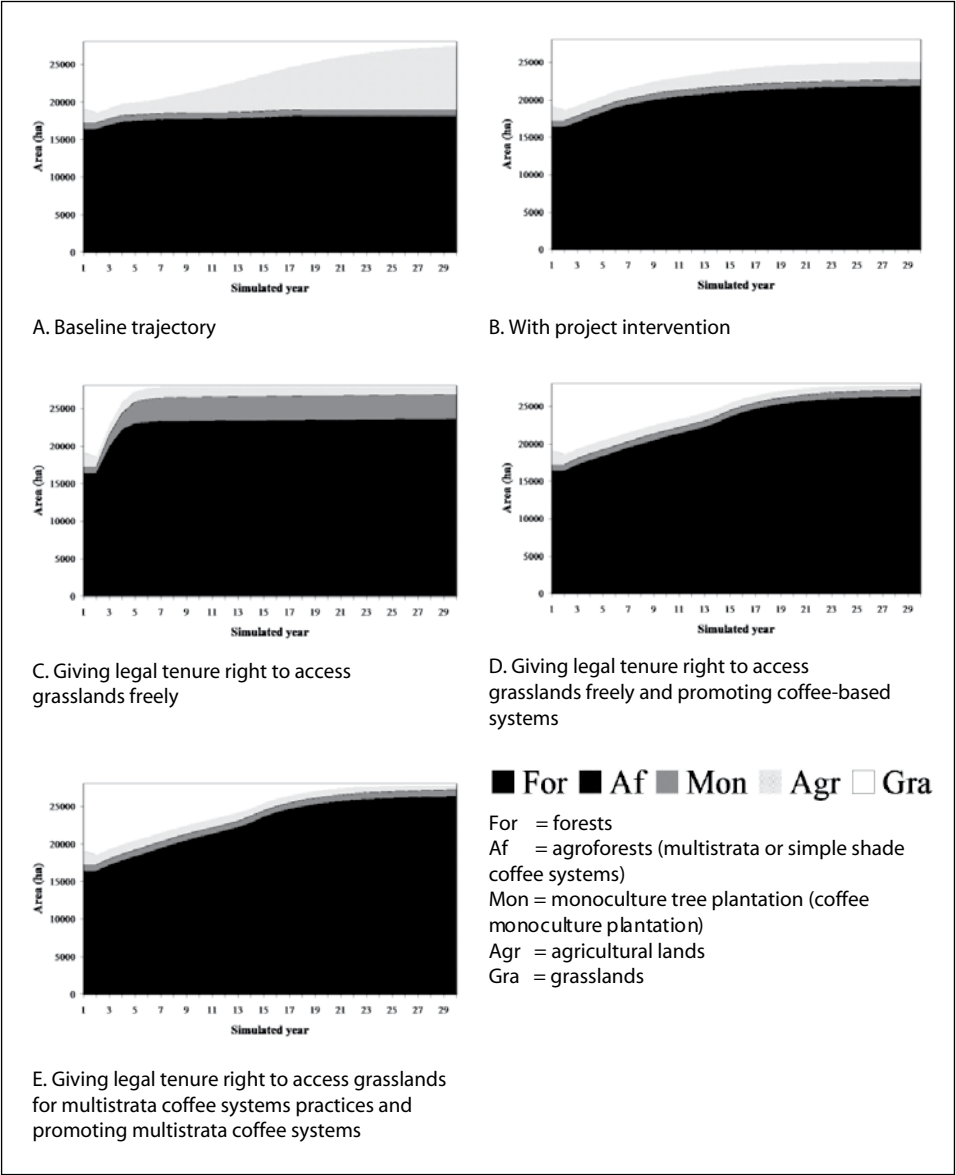 Area (ha)
25000
20000
15000
10000
5000
0
1 3 5 7 9 11 13 15 17 19 21 23 25 27 29
Simulated year
A. Baseline trajectory
Area (ha)
25000
20000
15000
10000
5000
0
1 3 5 7 9 11 13 15 17 19 21 23 25 27 29
Simulated year
B. With project intervention
Area (ha)
25000
20000
15000
10000
5000
0
1 3 5 7 9 11 13 15 17 19 21 23 25 27 29
Simulated year
C. Giving legal tenure right to access
grasslands freely
Area (ha)
25000
20000
15000
10000
5000
0
1 3 5 7 9 11 13 15 17 19 21 23 25 27 29
Simulated year
D. Giving legal tenure right to access
grasslands freely and promoting coffee-based
systems
Area (ha)
25000
20000
15000
10000
5000
0
1 3 5 7 9 11 13 15 17 19 21 23 25 27 29
Simulated year
E. Giving legal tenure right to access grasslands
for multistrata coffee systems practices and
promoting multistrata coffee systems
For Af Mon Agr Gra
For = forests
Af = agroforests (multistrata or simple shade
coffee systems)
Mon = monoculture tree plantation (coffee
monoculture plantation)
Agr = agricultural lands
Gra = grasslands